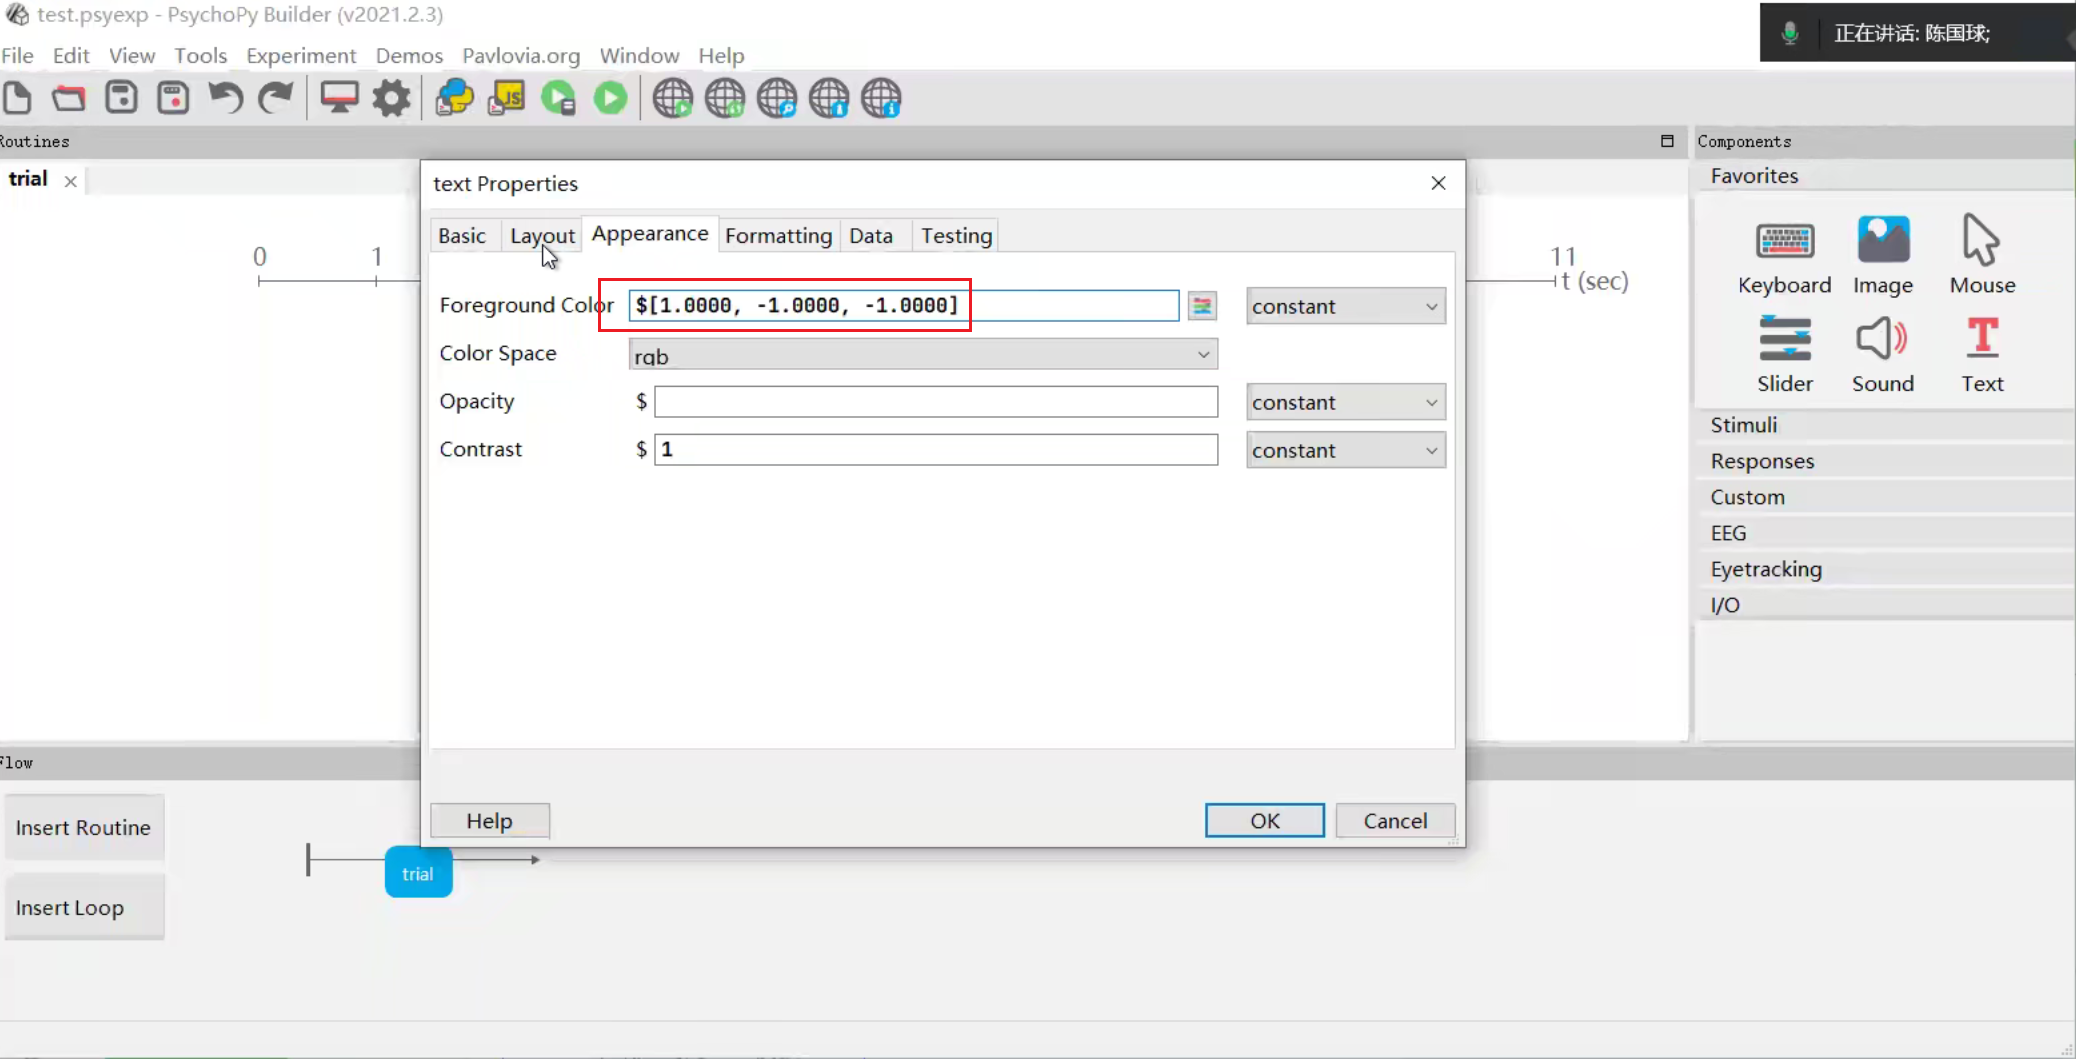 test.psyexp - PsychoPy Builder (v2021.2.3)
正在讲话: 陈国球;
File Edit View Tools Experiment Demos Pavlovia.org Window Help
JS
Routines
Components
trial
Favorites
text Properties
Basic Layout Appearance Formatting Data Testing
0 1 11
t (sec)
Foreground Color $[1.0000, -1.0000, -1.0000] constant
Color Space rgb
Opacity $ constant
Contrast $ 1 constant
Keyboard Image Mouse
Slider Sound Text
Stimuli
Responses
Custom
EEG
Eyetracking
I/O
Flow
Help OK Cancel
Insert Routine
trial
Insert Loop